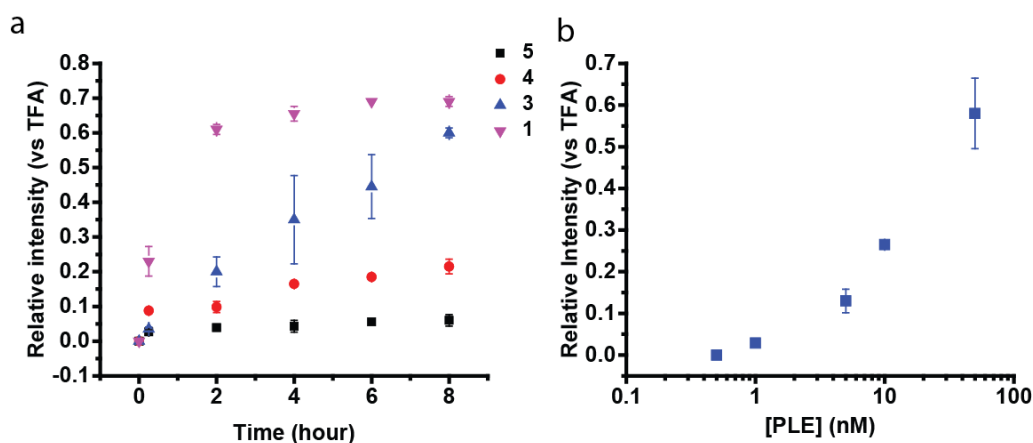 a
Relative intensity (vs TFA)
0.8
0.7
0.6
0.5
0.4
0.3
0.2
0.1
0.0
-0.1
0 2 4 6 8
Time (hour)
5
4
3
1
b
Relative Intensity (vs TFA)
0.7
0.6
0.5
0.4
0.3
0.2
0.1
0.0
0.1 1 10 100
[PLE] (nM)